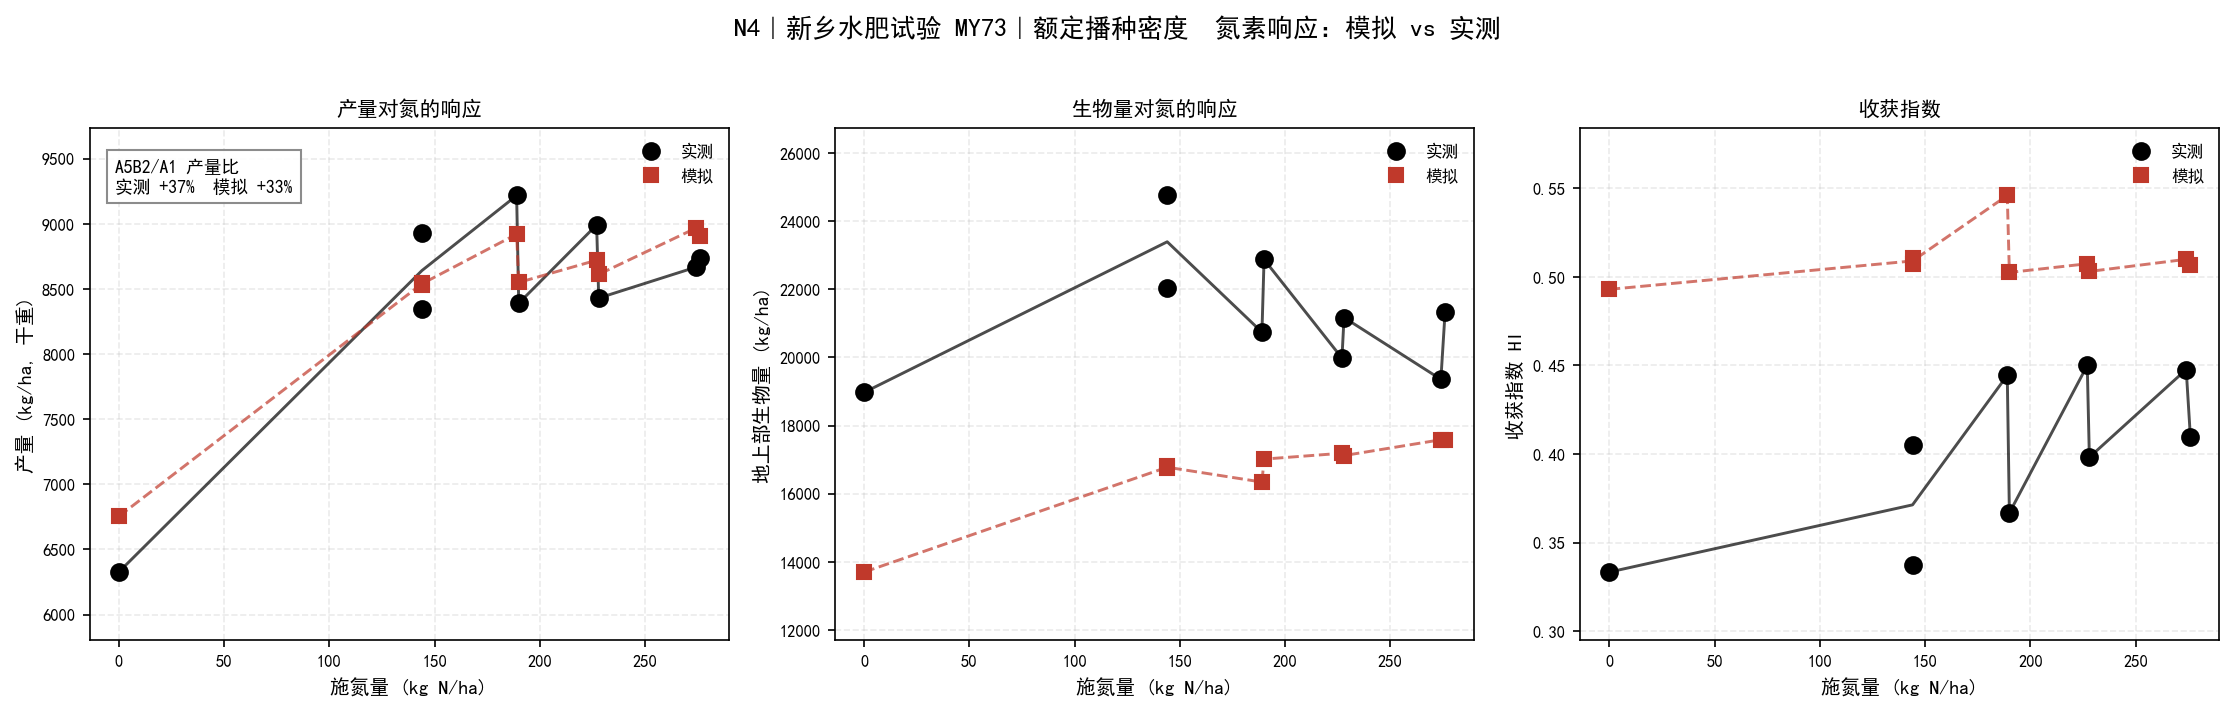 N4｜新乡水肥试验 MY73｜额定播种密度 氮素响应：模拟 vs 实测
产量对氮的响应
A5B2/A1 产量比
实测 +37% 模拟 +33%
实测
模拟
9500
9000
8500
8000
7500
7000
6500
6000
产量 (kg/ha, 干重)
0 50 100 150 200 250
施氮量 (kg N/ha)
生物量对氮的响应
实测
模拟
26000
24000
22000
20000
18000
16000
14000
12000
地上部生物量 (kg/ha)
0 50 100 150 200 250
施氮量 (kg N/ha)
收获指数
实测
模拟
0.55
0.50
0.45
0.40
0.35
0.30
收获指数 HI
0 50 100 150 200 250
施氮量 (kg N/ha)